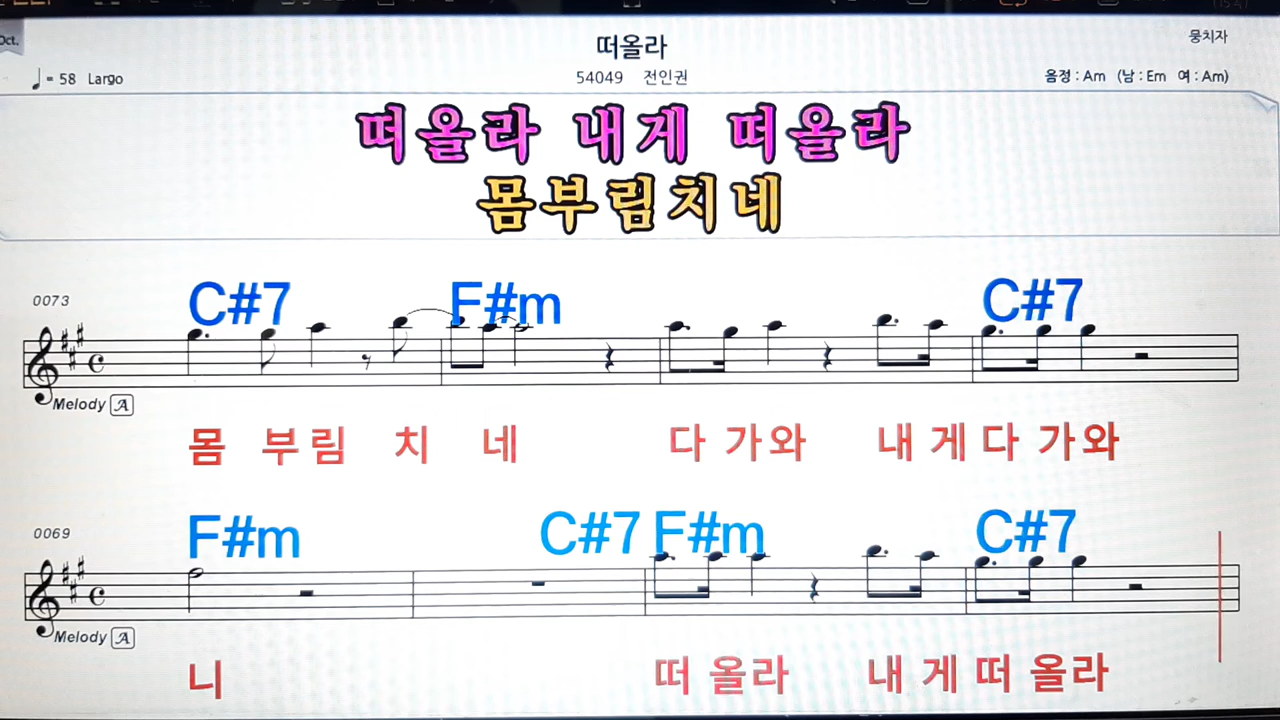 Oct.
떠올라
뭉치자
♩ = 58 Largo
54049 전인권
음정 : Am (남 : Em 여 : Am)
떠올라 내게 떠올라
몸부림치네
0073
C#7 F#m C#7
Melody A
몸 부림 치 네 다 가와 내 게 다 가와
0069
F#m C#7 F#m C#7
Melody A
니 떠 올라 내 게 떠 올라